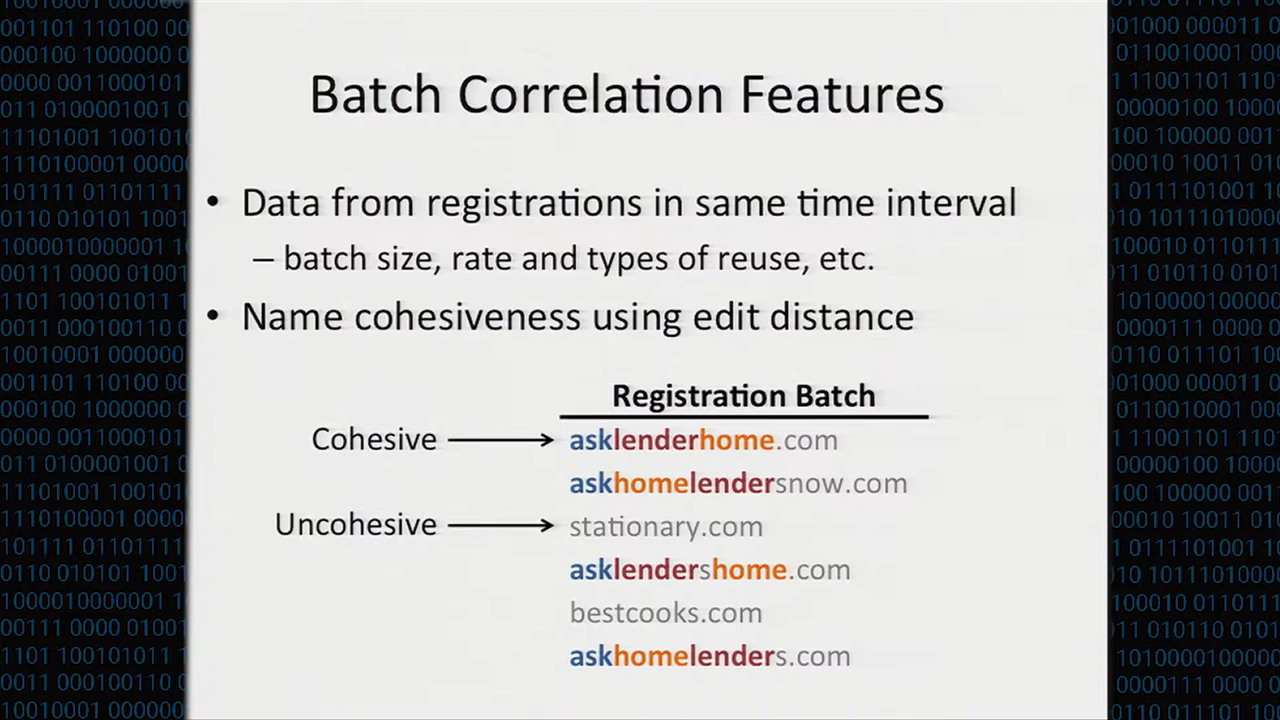 Batch Correlation Features
• Data from registrations in same time interval
– batch size, rate and types of reuse, etc.
• Name cohesiveness using edit distance
Registration Batch
Cohesive → asklenderhome.com
askhomelendersnow.com
Uncohesive → stationary.com
asklendershome.com
bestcooks.com
askhomelenders.com